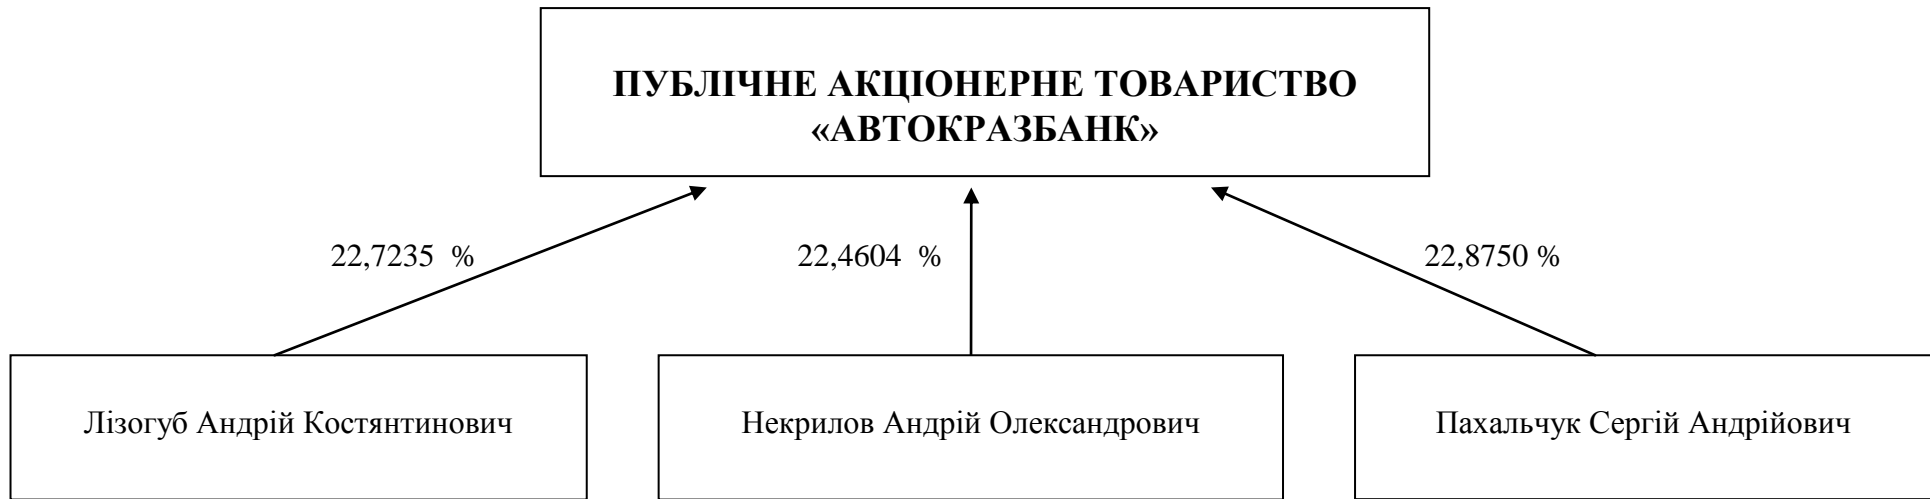 ПУБЛІЧНЕ АКЦІОНЕРНЕ ТОВАРИСТВО
«АВТОКРАЗБАНК»
22,7235 %
22,4604 %
22,8750 %
Лізогуб Андрій Костянтинович
Некрилов Андрій Олександрович
Пахальчук Сергій Андрійович